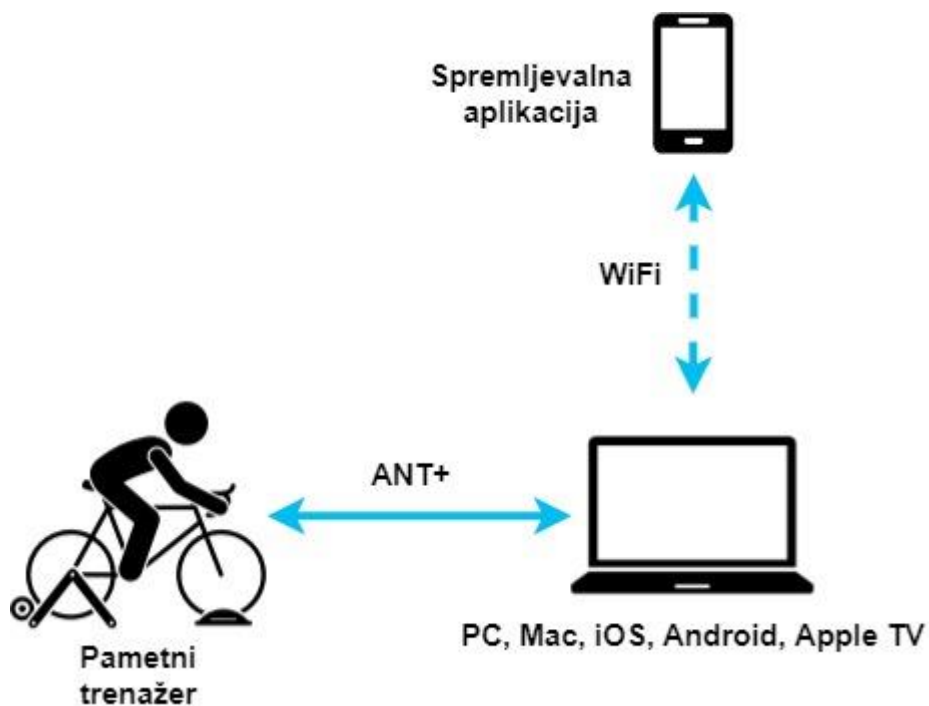 Spremljevalna
aplikacija
WiFi
ANT+
PC, Mac, iOS, Android, Apple TV
Pametni
trenažer